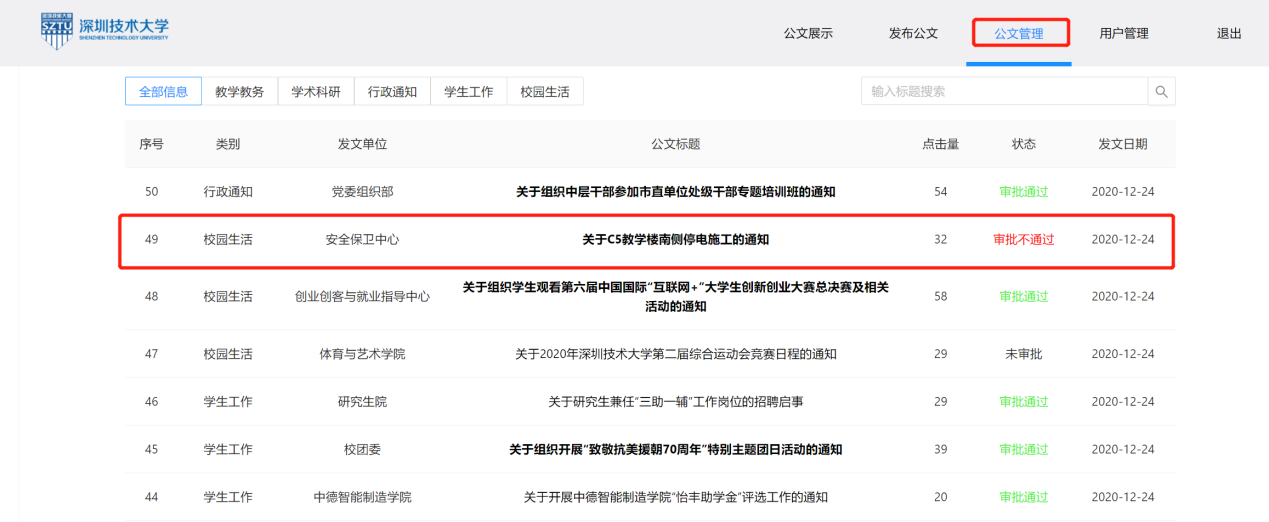 深圳技术大学
SZTU
SHENZHEN TECHNOLOGY UNIVERSITY
公文展示 发布公文 公文管理 用户管理 退出
全部信息 教学教务 学术科研 行政通知 学生工作 校园生活 输入标题搜索
序号 类别 发文单位 公文标题 点击量 状态 发文日期
50 行政通知 党委组织部 关于组织中层干部参加市直单位处级干部专题培训班的通知 54 审批通过 2020-12-24
49 校园生活 安全保卫中心 关于C5教学楼南侧停电施工的通知 32 审批不通过 2020-12-24
48 校园生活 创业创客与就业指导中心 关于组织学生观看第六届中国国际“互联网+”大学生创新创业大赛总决赛及相关
活动的通知 58 审批通过 2020-12-24
47 校园生活 体育与艺术学院 关于2020年深圳技术大学第二届综合运动会竞赛日程的通知 29 未审批 2020-12-24
46 学生工作 研究生院 关于研究生兼任“三助一辅”工作岗位的招聘启事 29 审批通过 2020-12-24
45 学生工作 校团委 关于组织开展“致敬抗美援朝70周年”特别主题团日活动的通知 39 审批通过 2020-12-24
44 学生工作 中德智能制造学院 关于开展中德智能制造学院“怡丰助学金”评选工作的通知 20 审批通过 2020-12-24